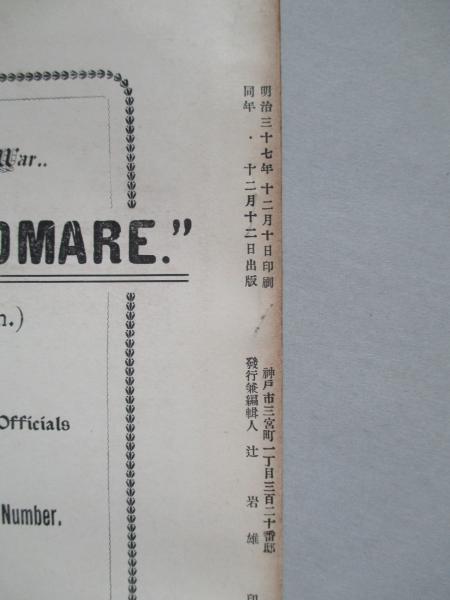 War..
OMARE.”
n.)
Officials
Number.
明治三十七年十二月十日印刷
同年・十二月十二日出版
神戸市三宮町一丁目三百二十番邸
發行兼編輯人 辻岩雄
印